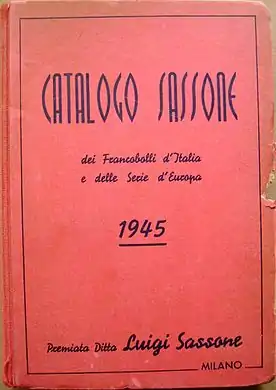 CATALOGO SASSONE
dei Francobolli d'Italia
e delle Serie d'Europa
1945
Premiata Ditta Luigi Sassone
MILANO